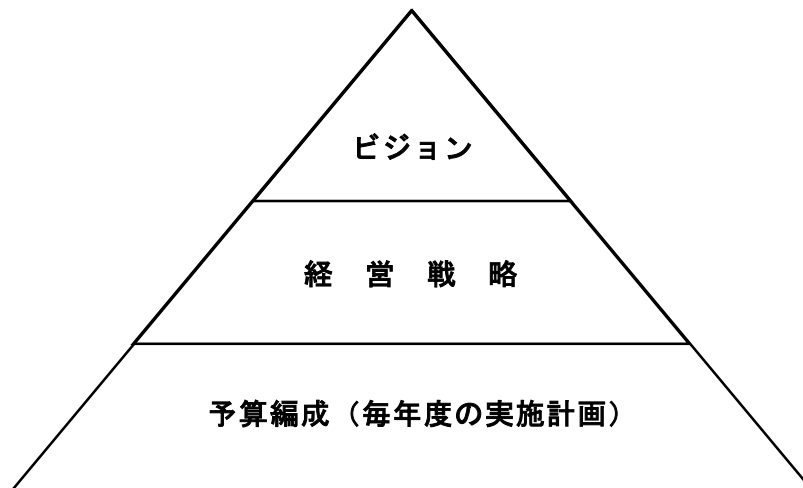 ビジョン
経　営　戦　略
予算編成（毎年度の実施計画）